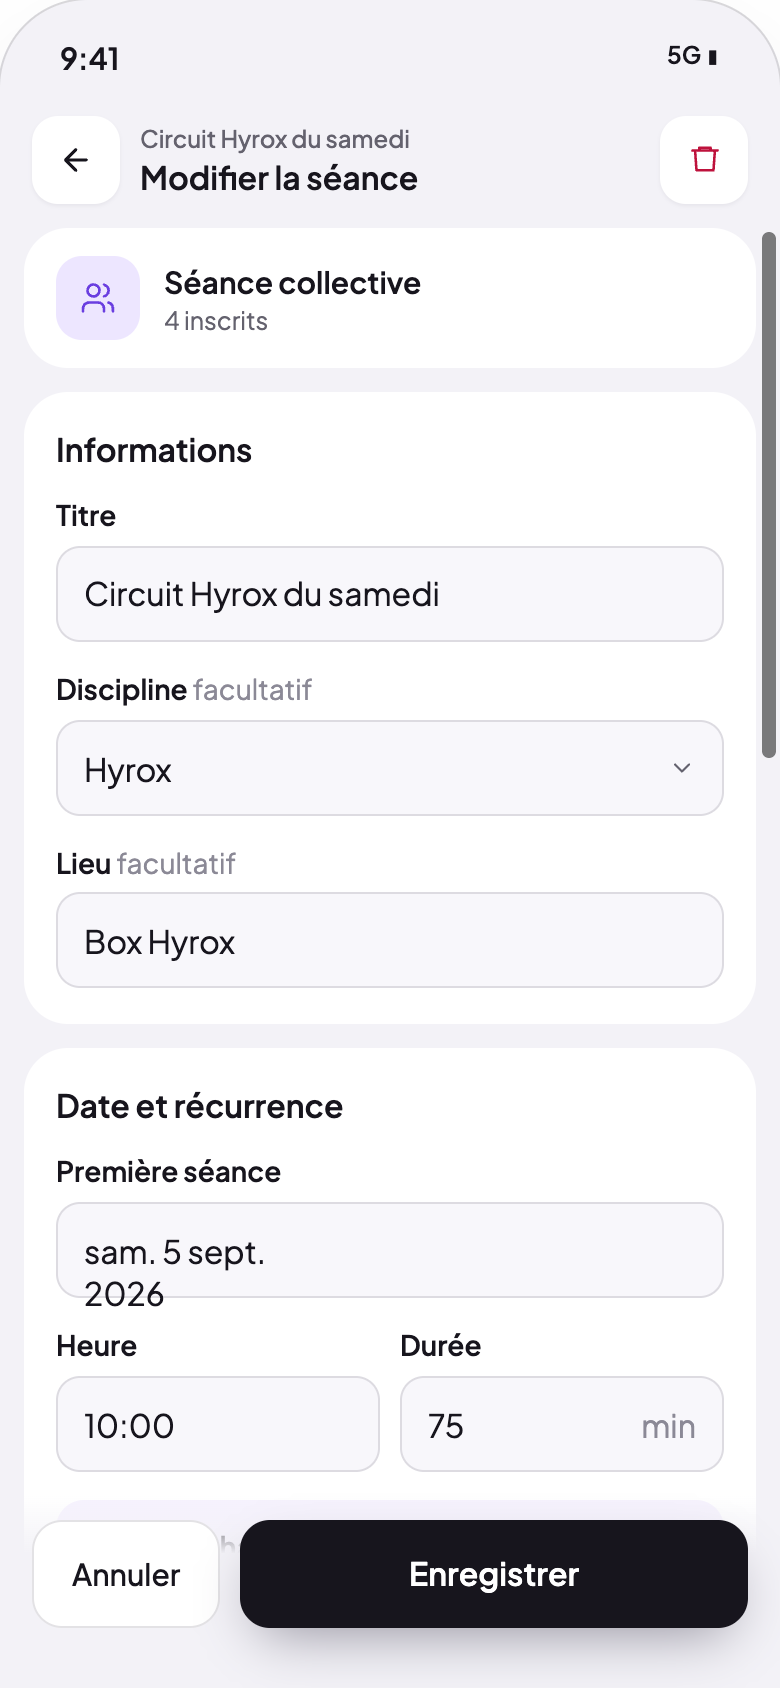 9:41
5G
Circuit Hyrox du samedi
Modifier la séance
Séance collective
4 inscrits
Informations
Titre
Circuit Hyrox du samedi
Discipline facultatif
Hyrox
Lieu facultatif
Box Hyrox
Date et récurrence
Première séance
sam. 5 sept.
2026
Heure
Durée
10:00
75 min
Annuler
Enregistrer